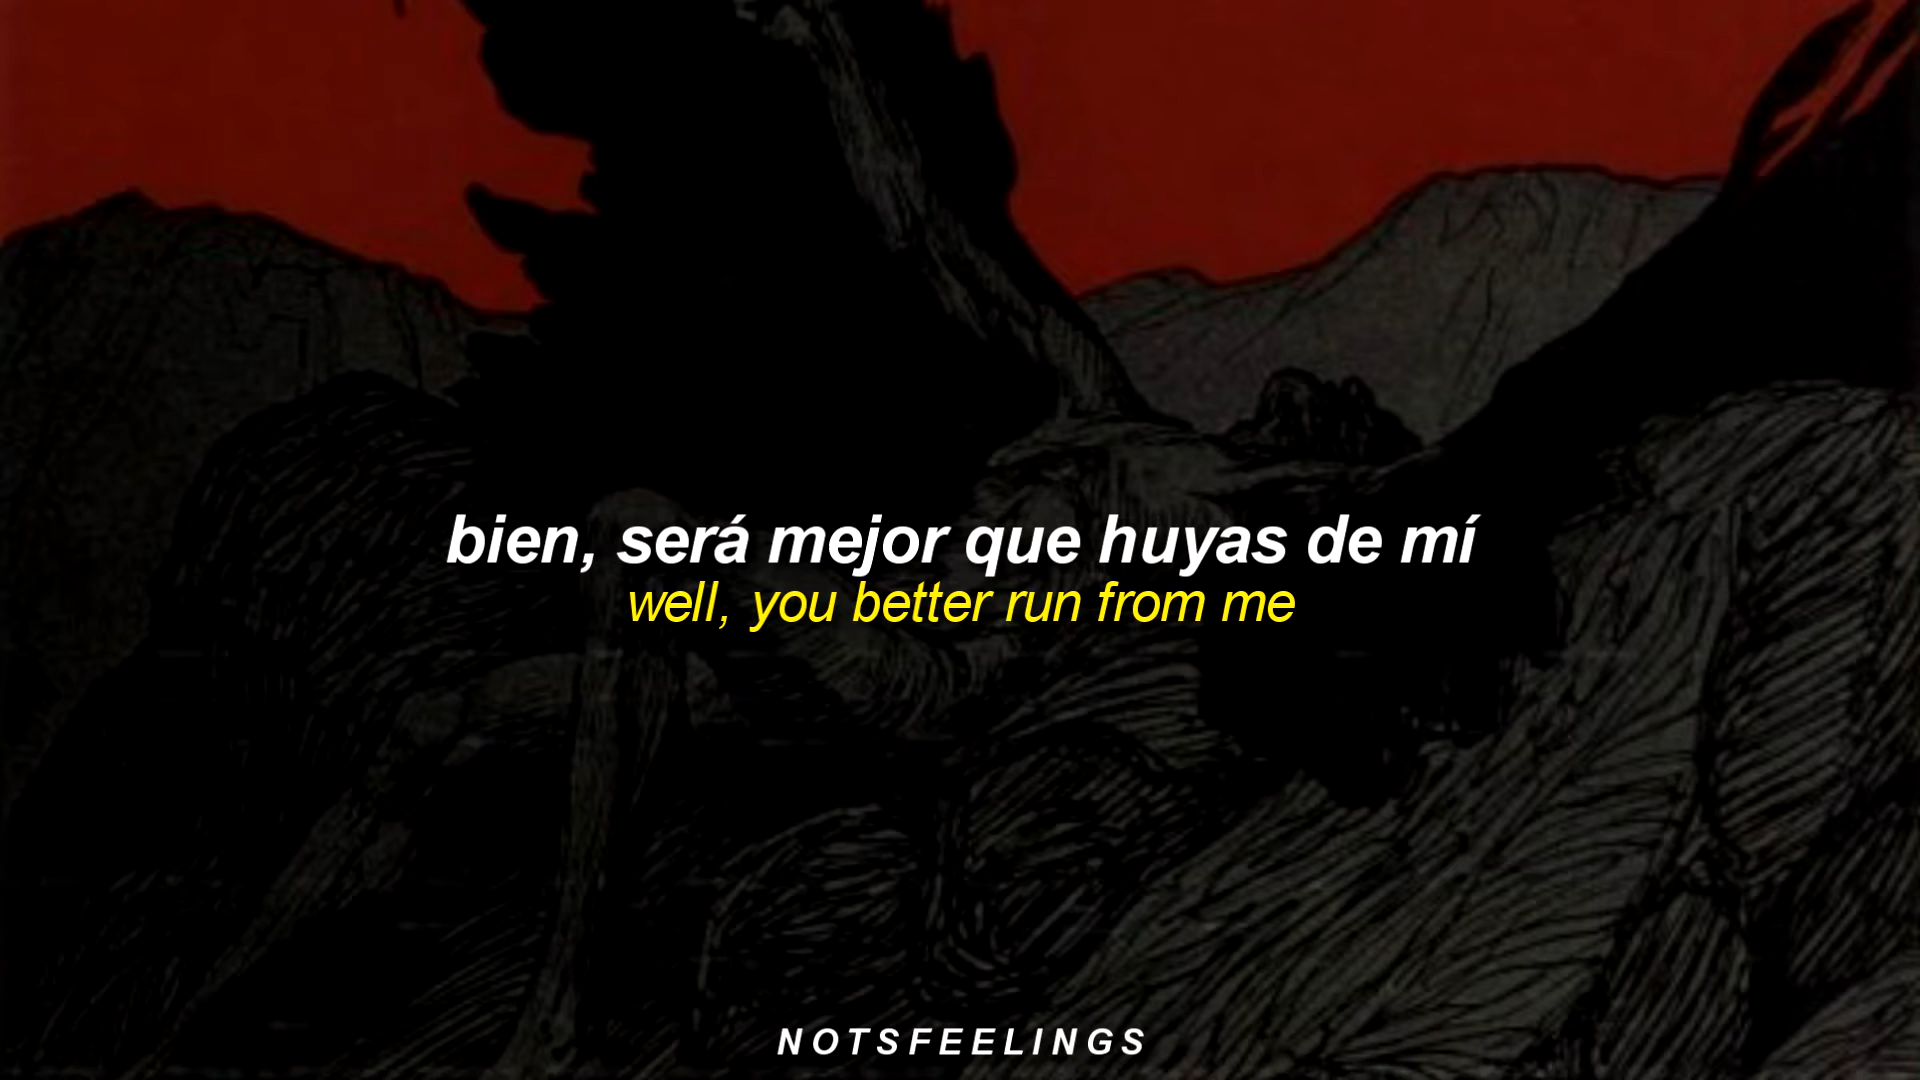 bien, será mejor que huyas de mí
well, you better run from me
NOTSFEELINGS